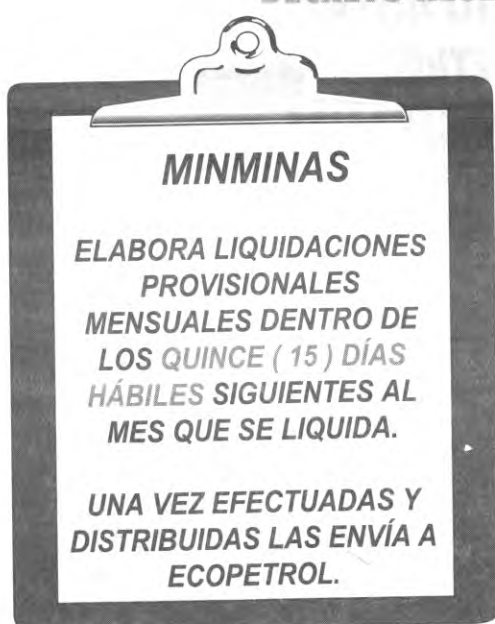 MINMINAS
ELABORA LIQUIDACIONES
PROVISIONALES
MENSUALES DENTRO DE
LOS QUINCE ( 15 ) DÍAS
HÁBILES SIGUIENTES AL
MES QUE SE LIQUIDA.
UNA VEZ EFECTUADAS Y
DISTRIBUIDAS LAS ENVÍA A
ECOPETROL.